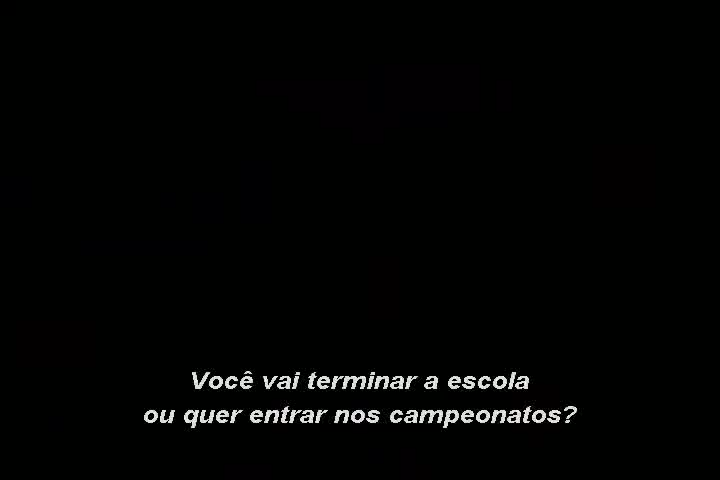 Você vai terminar a escola
ou quer entrar nos campeonatos?